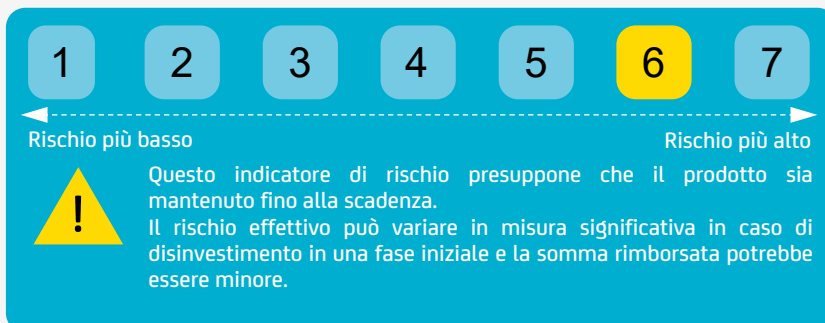 1 2 3 4 5 6 7
Rischio più basso Rischio più alto
!
Questo indicatore di rischio presuppone che il prodotto sia
mantenuto fino alla scadenza.
Il rischio effettivo può variare in misura significativa in caso di
disinvestimento in una fase iniziale e la somma rimborsata potrebbe
essere minore.